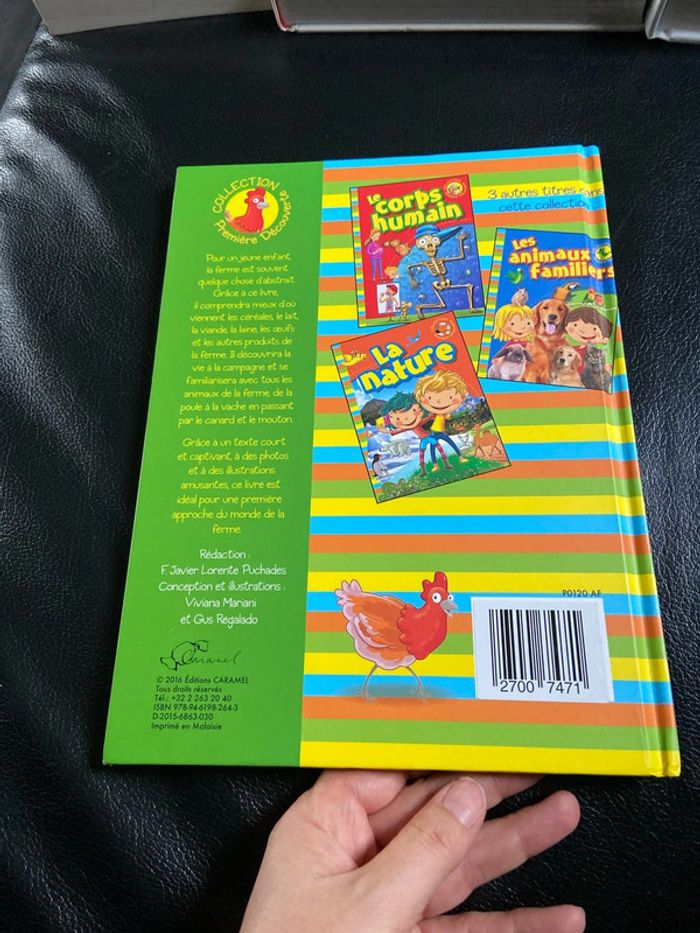 COLLECTION
Première Découverte
Pour un jeune enfant,
la ferme est souvent
quelque chose d'abstrait.
Grâce à ce livre,
il comprendra mieux d'où
viennent les céréales, le lait,
la viande, la laine, les œufs
et les autres produits de
la ferme. Il découvrira la
vie à la campagne et se
familiarisera avec tous les
animaux de la ferme, de la
poule à la vache en passant
par le canard et le mouton.
Grâce à un texte court
et captivant, à des photos
et à des illustrations
amusantes, ce livre est
idéal pour une première
approche du monde de la
ferme.
Rédaction :
F. Javier Lorente Puchades
Conception et illustrations :
Viviana Mariani
et Gus Regalado
Caramel
© 2016 Éditions CARAMEL
Tous droits réservés
Tél.: +32 2 263 20 40
ISBN 978-94-6198-264-3
D-2015-6863-030
Imprimé en Malaisie
3 autres titres dans
cette collection
Le
corps
humain
Les
animaux
familiers
La
nature
P0120 AF
2700 7471